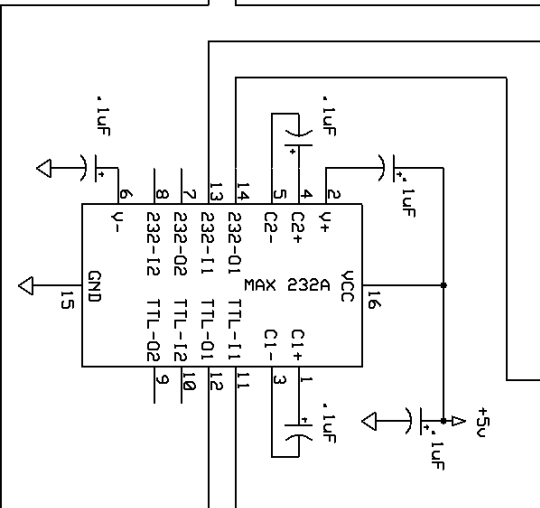 .1uF
.1uF
.1uF
6
8
7
13
14
5
4
2
V-
232-I2
232-O2
232-I1
232-O1
C2-
C2+
V+
GND
15
MAX 232A
VCC
16
TTL-O2
TTL-I2
TTL-O1
TTL-I1
C1-
C1+
9
10
12
11
3
1
.1uF
.1uF
+5v
+
+
+
+
+